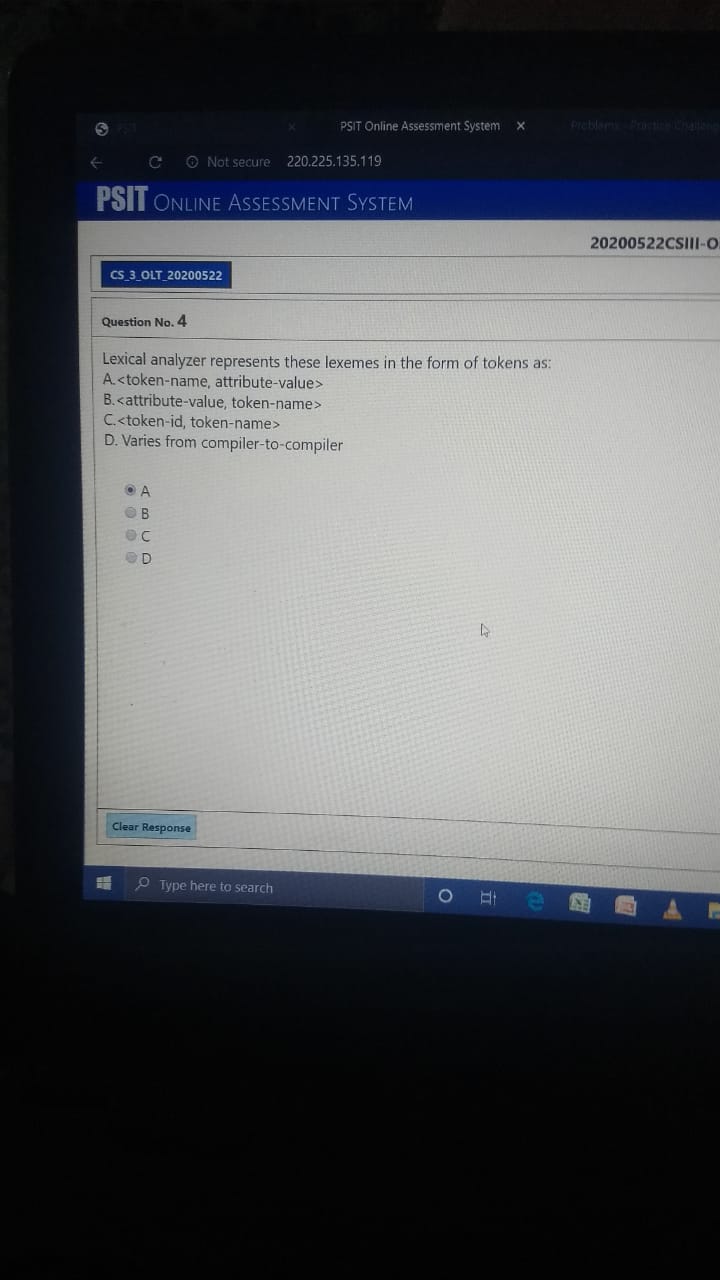 PSIT
PSIT Online Assessment System
Problems - Practice
Not secure 220.225.135.119
PSIT ONLINE ASSESSMENT SYSTEM
20200522CSIII-O
CS_3_OLT_20200522
Question No. 4
Lexical analyzer represents these lexemes in the form of tokens as:
A.<token-name, attribute-value>
B.<attribute-value, token-name>
C.<token-id, token-name>
D. Varies from compiler-to-compiler
A
B
C
D
Clear Response
Type here to search